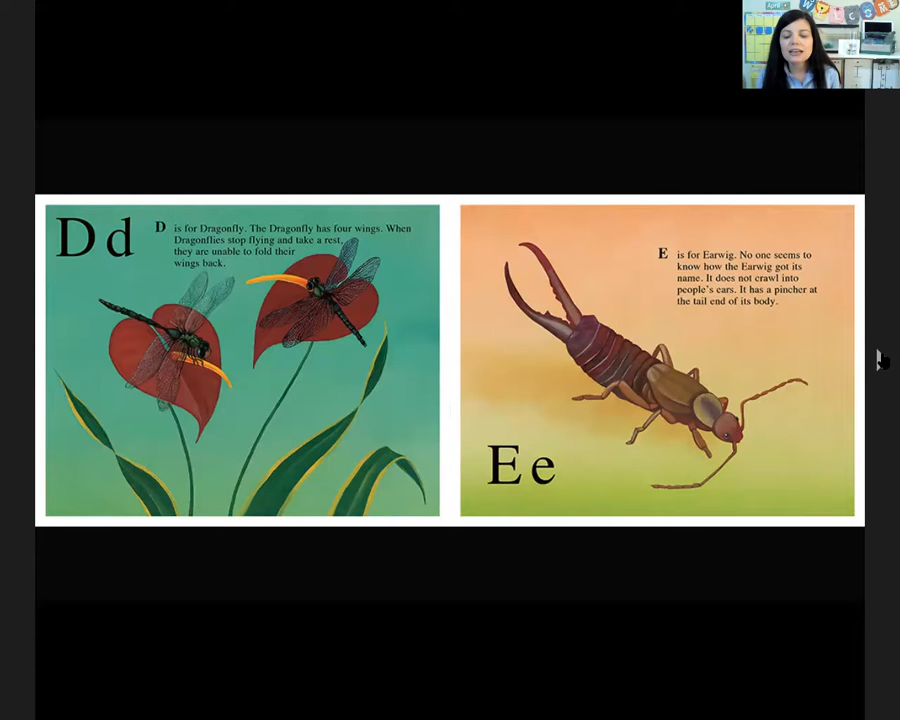 April
WELCOME
Dd
D is for Dragonfly. The Dragonfly has four wings. When
Dragonflies stop flying and take a rest,
they are unable to fold their
wings back.
E is for Earwig. No one seems to
know how the Earwig got its
name. It does not crawl into
people's ears. It has a pincher at
the tail end of its body.
Ee